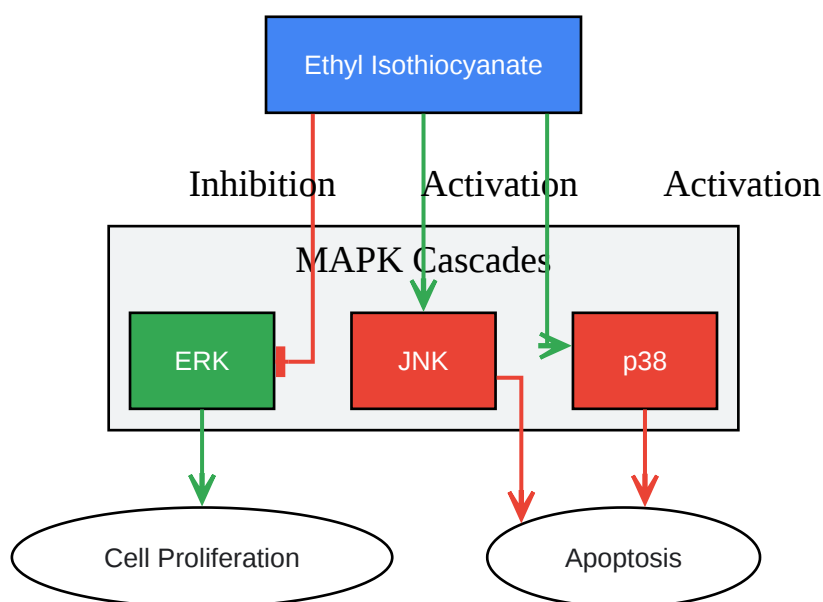 Ethyl Isothiocyanate
Inhibition
Activation
Activation
MAPK Cascades
ERK
JNK
p38
Cell Proliferation
Apoptosis